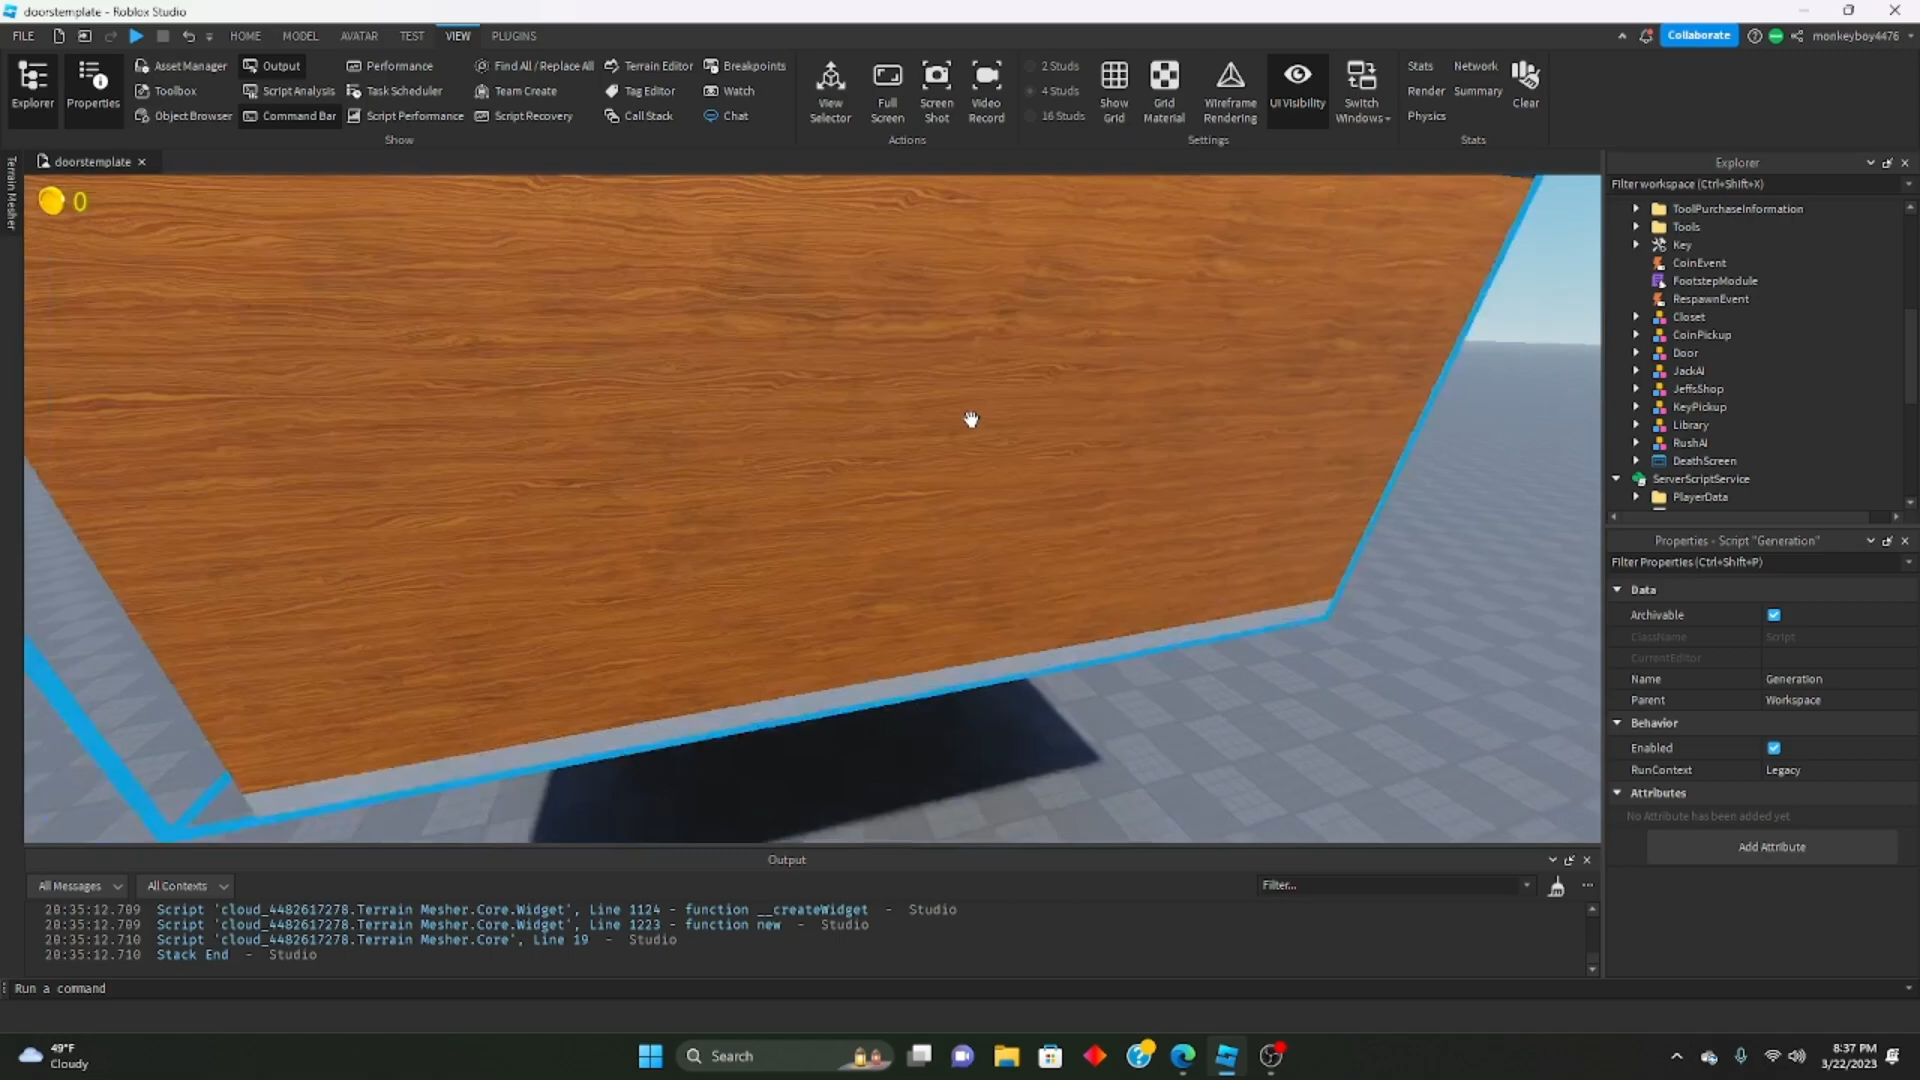 doorstemplate - Roblox Studio
FILE HOME MODEL AVATAR TEST VIEW PLUGINS Collaborate monkeyboy4476
Explorer Properties
Asset Manager Output Performance Find All / Replace All Terrain Editor Breakpoints
Toolbox Script Analysis Task Scheduler Team Create Tag Editor Watch
Object Browser Command Bar Script Performance Script Recovery Call Stack Chat
Show
View Selector Full Screen Screen Shot Video Record
Actions
2 Studs
4 Studs
16 Studs
Show Grid Grid Material Wireframe Rendering UI Visibility Switch Windows
Settings
Stats Network
Render Summary
Physics
Clear
Stats
Terrain Mesher
doorstemplate
0
Explorer
Filter workspace (Ctrl+Shift+X)
ToolPurchaseInformation
Tools
Key
CoinEvent
FootstepModule
RespawnEvent
Closet
CoinPickup
Door
JackAI
JeffsShop
KeyPickup
Library
RushAI
DeathScreen
ServerScriptService
PlayerData
Properties - Script "Generation"
Filter Properties (Ctrl+Shift+P)
Data
Archivable
ClassName Script
CurrentEditor
Name Generation
Parent Workspace
Behavior
Enabled
RunContext Legacy
Attributes
No Attribute has been added yet
Add Attribute
Output
All Messages All Contexts Filter...
20:35:12.709 Script 'cloud_4482617278.Terrain Mesher.Core.Widget', Line 1124 - function __createWidget - Studio
20:35:12.709 Script 'cloud_4482617278.Terrain Mesher.Core.Widget', Line 1223 - function new - Studio
20:35:12.710 Script 'cloud_4482617278.Terrain Mesher.Core', Line 19 - Studio
20:35:12.710 Stack End - Studio
Run a command
49°F
Cloudy
Search
8:37 PM
3/22/2023